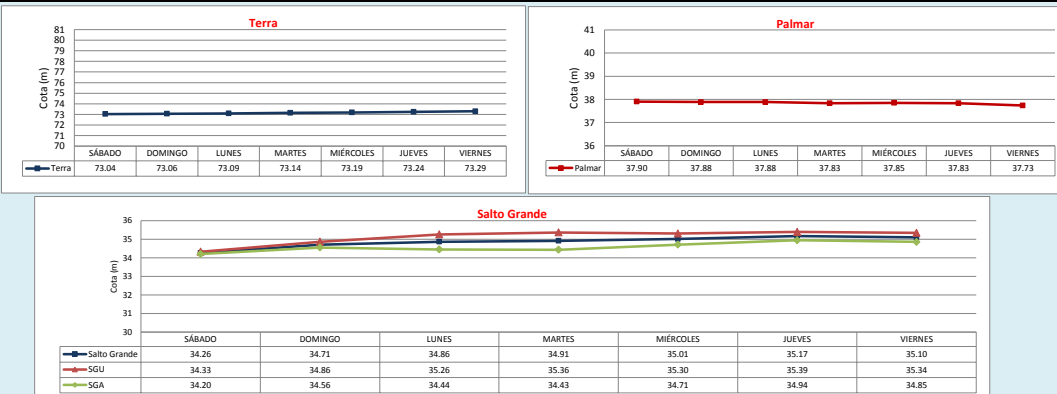 Terra
81
80
79
78
77
76
75
74
73
72
71
70
Cota (m)
SÁBADO DOMINGO LUNES MARTES MIÉRCOLES JUEVES VIERNES
Terra 73.04 73.06 73.09 73.14 73.19 73.24 73.29
Palmar
41
40
39
38
37
36
Cota (m)
SÁBADO DOMINGO LUNES MARTES MIÉRCOLES JUEVES VIERNES
Palmar 37.90 37.88 37.88 37.83 37.85 37.83 37.73
Salto Grande
36
35
34
33
32
31
30
Cota (m)
SÁBADO DOMINGO LUNES MARTES MIÉRCOLES JUEVES VIERNES
Salto Grande 34.26 34.71 34.86 34.91 35.01 35.17 35.10
SGU 34.33 34.86 35.26 35.36 35.30 35.39 35.34
SGA 34.20 34.56 34.44 34.43 34.71 34.94 34.85